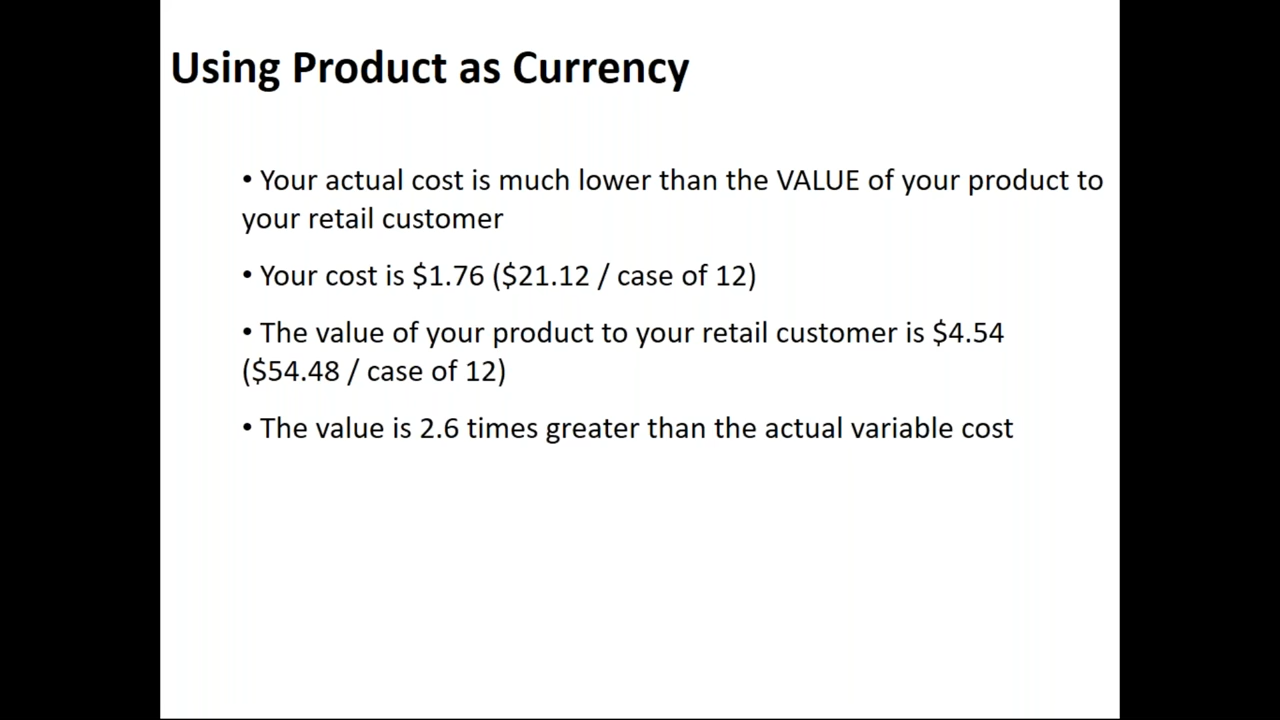 Using Product as Currency
• Your actual cost is much lower than the VALUE of your product to
your retail customer
• Your cost is $1.76 ($21.12 / case of 12)
• The value of your product to your retail customer is $4.54
($54.48 / case of 12)
• The value is 2.6 times greater than the actual variable cost